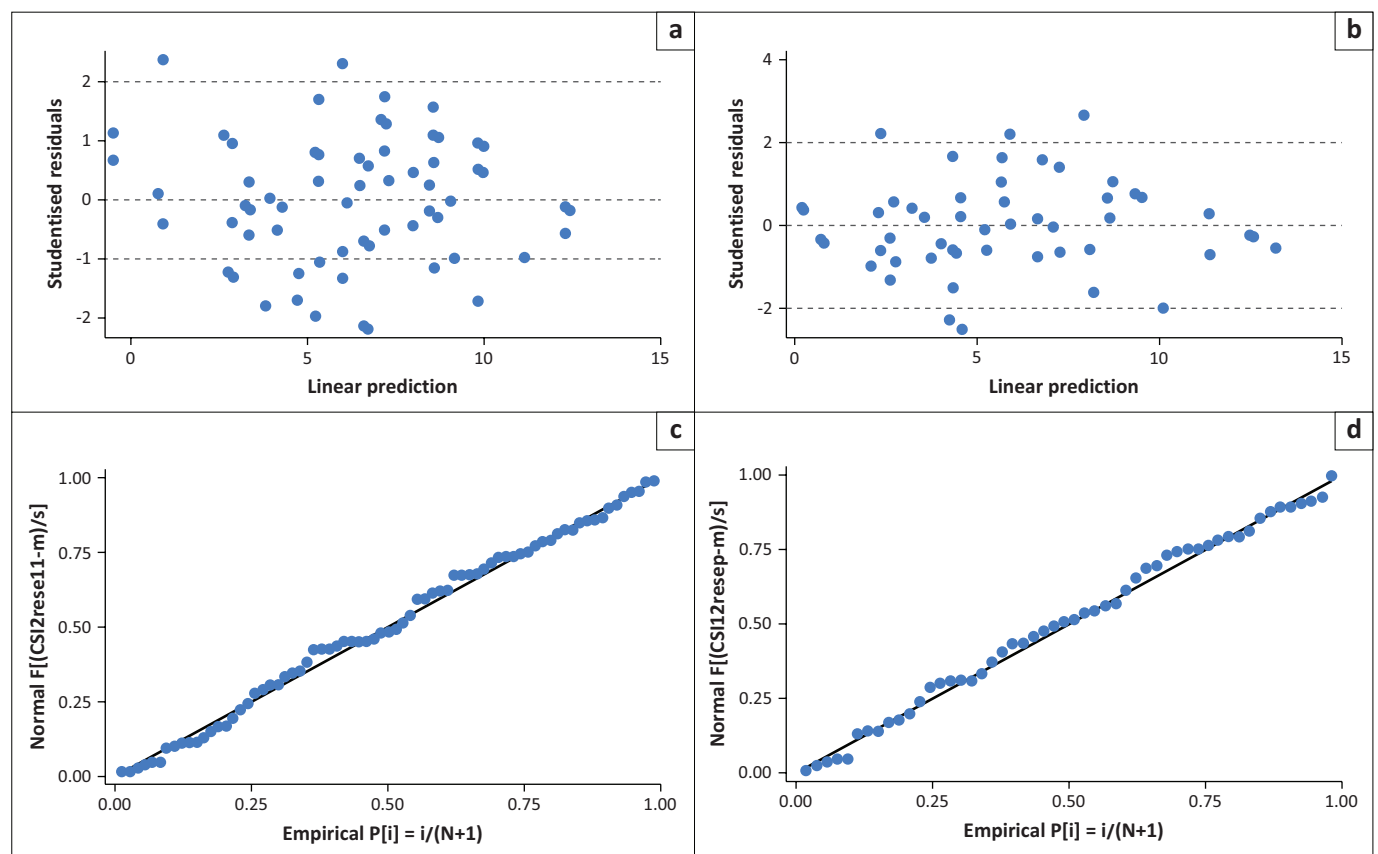 a
Studentised residuals
2
1
0
-1
-2
0 5 10 15
Linear prediction
b
Studentised residuals
4
2
0
-2
0 5 10 15
Linear prediction
c
Normal F[(CSI2rese11-m)/s]
1.00
0.75
0.50
0.25
0.00
0.00 0.25 0.50 0.75 1.00
Empirical P[i] = i/(N+1)
d
Normal F[(CSI12resep-m)/s]
1.00
0.75
0.50
0.25
0.00
0.00 0.25 0.50 0.75 1.00
Empirical P[i] = i/(N+1)